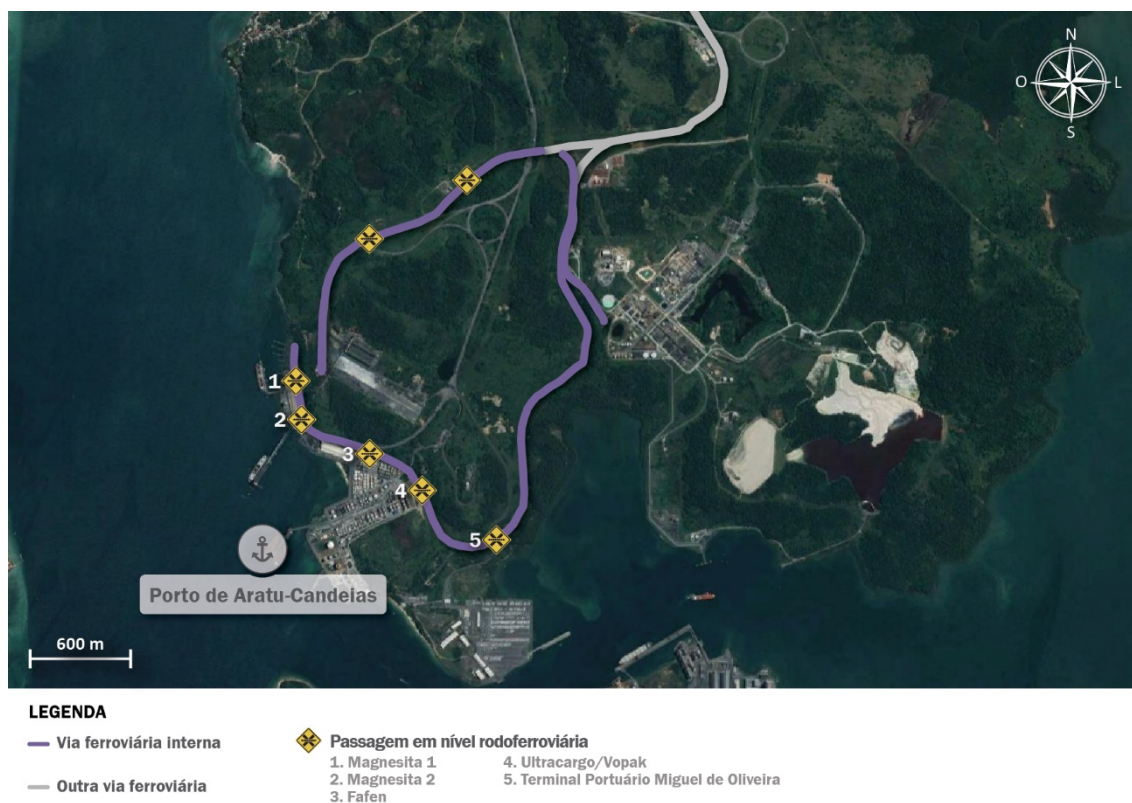 N
O
L
S
1
2
3
4
5
Porto de Aratu-Candeias
600 m
LEGENDA
Via ferroviária interna
Outra via ferroviária
Passagem em nível rodoferroviária
1. Magnesita 1
2. Magnesita 2
3. Fafen
4. Ultracargo/Vopak
5. Terminal Portuário Miguel de Oliveira